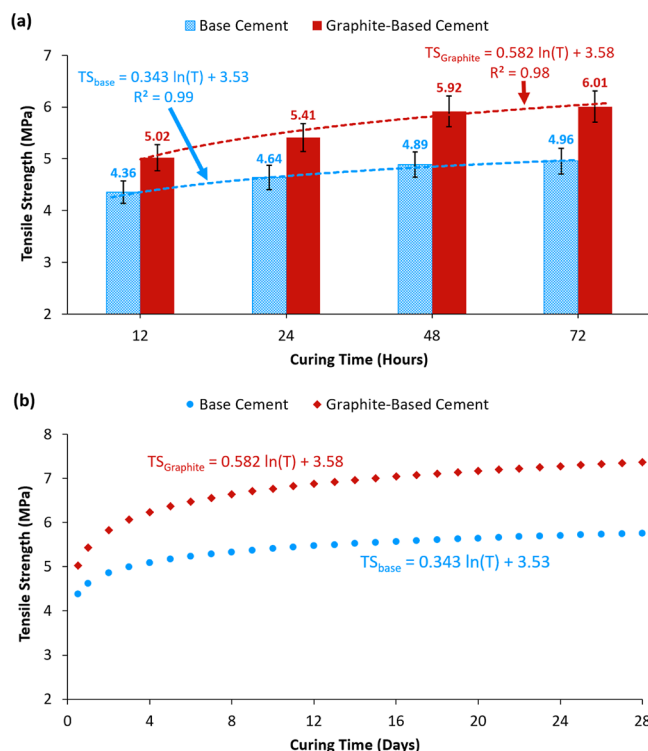 (a)
Base Cement Graphite-Based Cement
7
6
5
4
3
2
Tensile Strength (MPa)
TSbase = 0.343 ln(T) + 3.53
R² = 0.99
TSGraphite = 0.582 ln(T) + 3.58
R² = 0.98
4.36 5.02 4.64 5.41 4.89 5.92 4.96 6.01
12 24 48 72
Curing Time (Hours)
(b)
Base Cement Graphite-Based Cement
8
7
6
5
4
3
2
Tensile Strength (MPa)
TSGraphite = 0.582 ln(T) + 3.58
TSbase = 0.343 ln(T) + 3.53
0 4 8 12 16 20 24 28
Curing Time (Days)